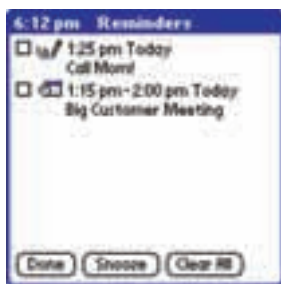 6:12 pm Reminders
1:25 pm Today
Call Mom!
1:15 pm-2:00 pm Today
Big Customer Meeting
Done Snooze Clear All